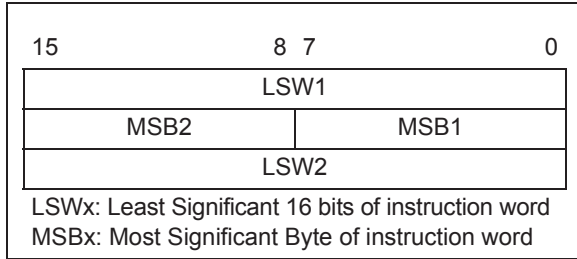 15 8 7 0
LSW1
MSB2 MSB1
LSW2
LSWx: Least Significant 16 bits of instruction word
MSBx: Most Significant Byte of instruction word